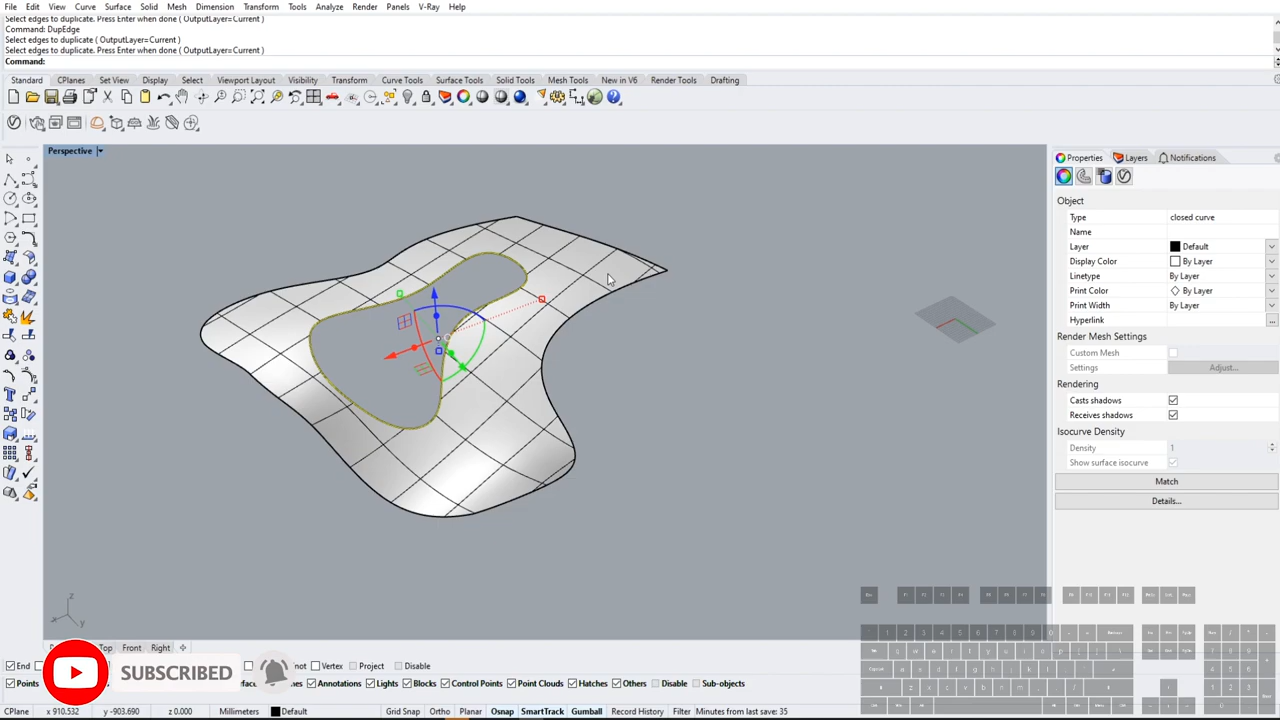 File Edit View Curve Surface Solid Mesh Dimension Transform Tools Analyze Render Panels V-Ray Help
Select edges to duplicate. Press Enter when done ( OutputLayer=Current )
Command: DupEdge
Select edges to duplicate ( OutputLayer=Current )
Select edges to duplicate. Press Enter when done ( OutputLayer=Current )
Command:
Standard CPlanes Set View Display Select Viewport Layout Visibility Transform Curve Tools Surface Tools Solid Tools Mesh Tools New in V6 Render Tools Drafting
Perspective
Properties Layers Notifications
Object
Type closed curve
Name
Layer Default
Display Color By Layer
Linetype By Layer
Print Color By Layer
Print Width By Layer
Hyperlink ...
Render Mesh Settings
Custom Mesh
Settings Adjust...
Rendering
Casts shadows
Receives shadows
Isocurve Density
Density 1
Show surface isocurve
Match
Details...
z
x y
Top Front Right
End Vertex Project Disable
Points Annotations Lights Blocks Control Points Point Clouds Hatches Others Disable Sub-objects
SUBSCRIBED
CPlane x 910.532 y -903.690 z 0.000 Millimeters Default Grid Snap Ortho Planar Osnap SmartTrack Gumball Record History Filter Minutes from last save: 35